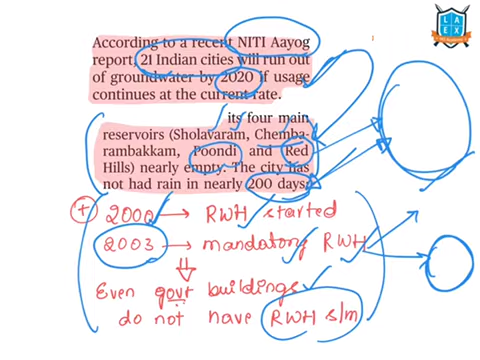 According to a recent NITI Aayog
report 21 Indian cities will run out
of groundwater by 2020 if usage
continues at the current rate.
its four main
reservoirs (Sholavaram, Chemba-
rambakkam, Poondi and Red
Hills) nearly empty. The city has
not had rain in nearly 200 days.
+ 2000 → RWH started
2003 → mandatory RWH
⇓
Even govt buildings
do not have RWH s/m
LA
EX